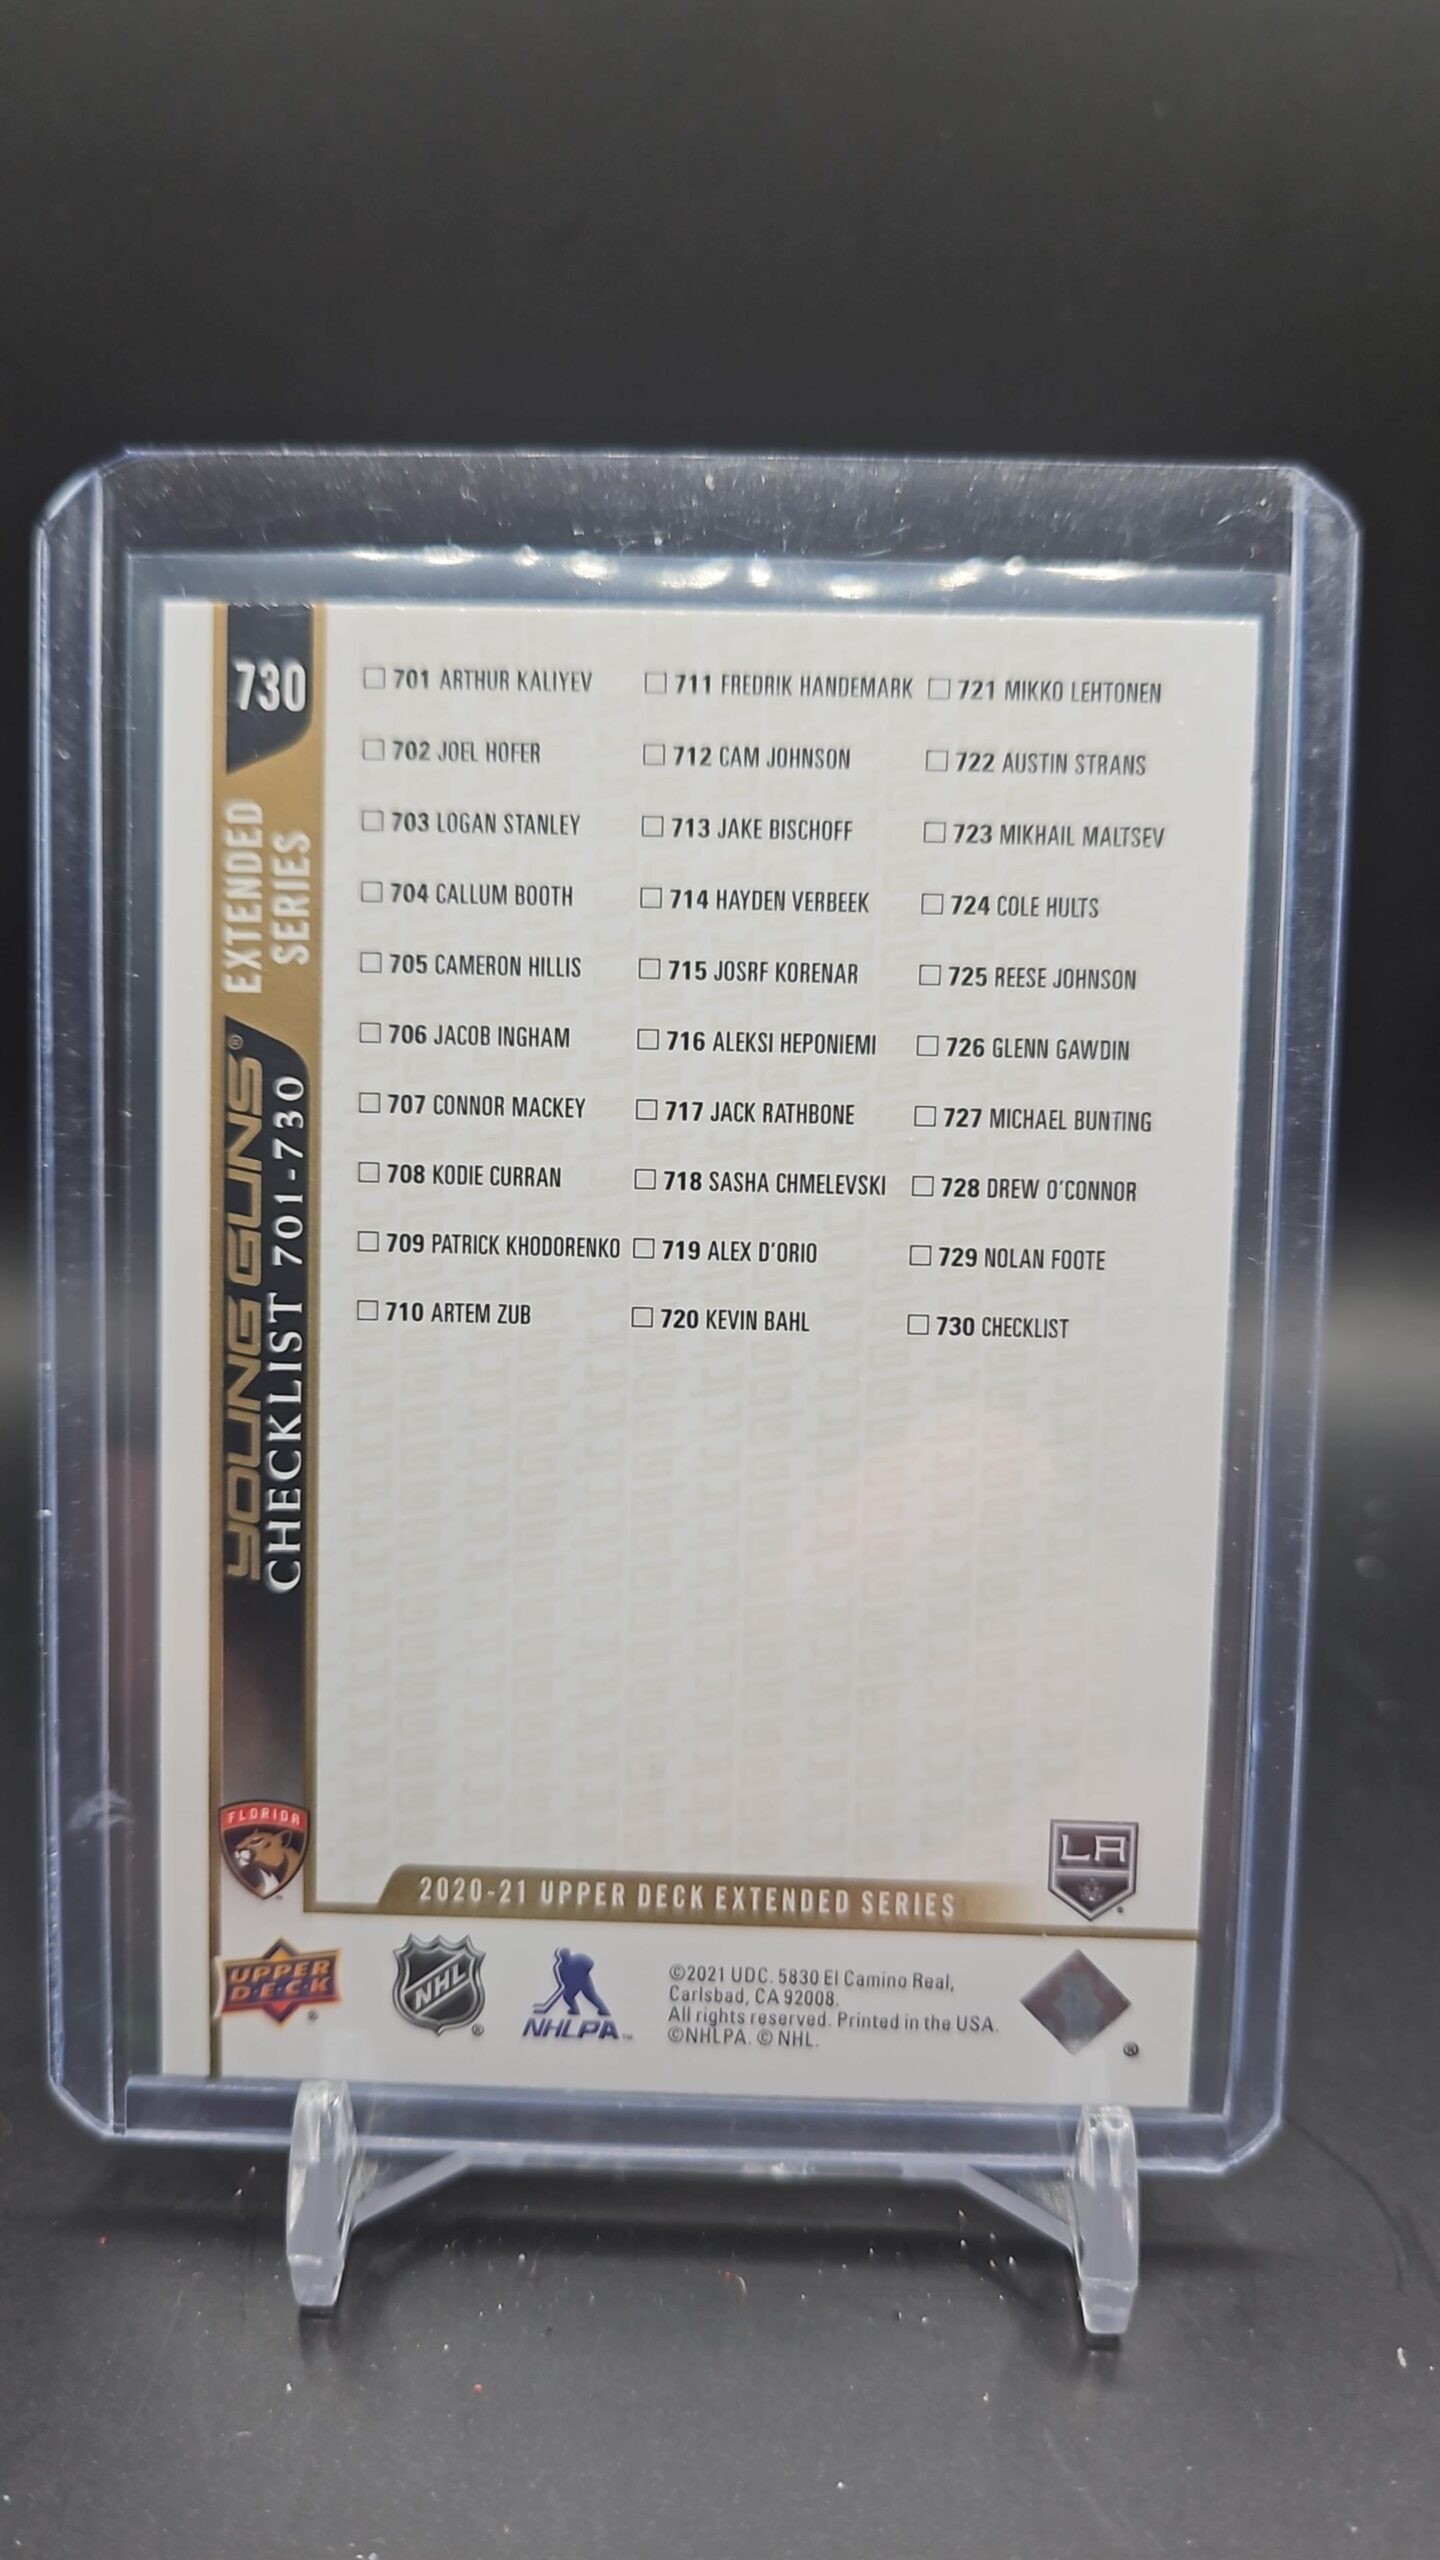 730
EXTENDED
SERIES
YOUNG GUNS®
CHECKLIST 701-730
701 ARTHUR KALIYEV
702 JOEL HOFER
703 LOGAN STANLEY
704 CALLUM BOOTH
705 CAMERON HILLIS
706 JACOB INGHAM
707 CONNOR MACKEY
708 KODIE CURRAN
709 PATRICK KHODORENKO
710 ARTEM ZUB
711 FREDRIK HANDEMARK
712 CAM JOHNSON
713 JAKE BISCHOFF
714 HAYDEN VERBEEK
715 JOSRF KORENAR
716 ALEKSI HEPONIEMI
717 JACK RATHBONE
718 SASHA CHMELEVSKI
719 ALEX D'ORIO
720 KEVIN BAHL
721 MIKKO LEHTONEN
722 AUSTIN STRANS
723 MIKHAIL MALTSEV
724 COLE HULTS
725 REESE JOHNSON
726 GLENN GAWDIN
727 MICHAEL BUNTING
728 DREW O'CONNOR
729 NOLAN FOOTE
730 CHECKLIST
FLORIDA
LA
2020-21 UPPER DECK EXTENDED SERIES
UPPER
D·E·C·K
®
NHL
®
NHLPA™
©2021 UDC. 5830 El Camino Real,
Carlsbad, CA 92008.
All rights reserved. Printed in the USA.
©NHLPA. © NHL.
®